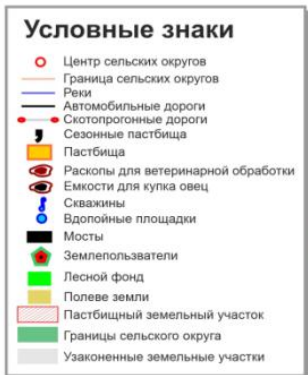 Условные знаки
Центр сельских округов
Граница сельских округов
Реки
Автомобильные дороги
Скотопрогонные дороги
Сезонные пастбища
Пастбища
Расколы для ветеринарной обработки
Емкости для купка овец
Скважины
Вдопойные площадки
Мосты
Землепользватели
Лесной фонд
Полеве земли
Пастбищный земельный участок
Границы сельского округа
Узаконенные земельные участки